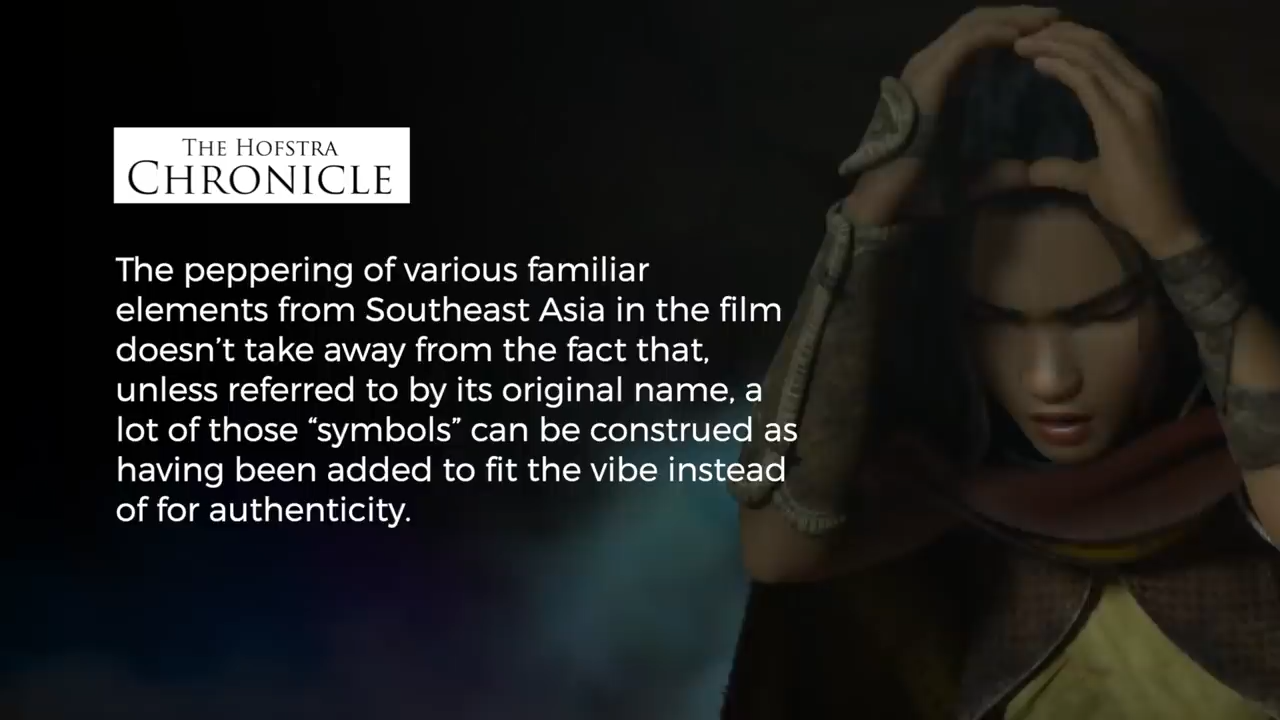 THE HOFSTRA
CHRONICLE
The peppering of various familiar
elements from Southeast Asia in the film
doesn’t take away from the fact that,
unless referred to by its original name, a
lot of those “symbols” can be construed as
having been added to fit the vibe instead
of for authenticity.